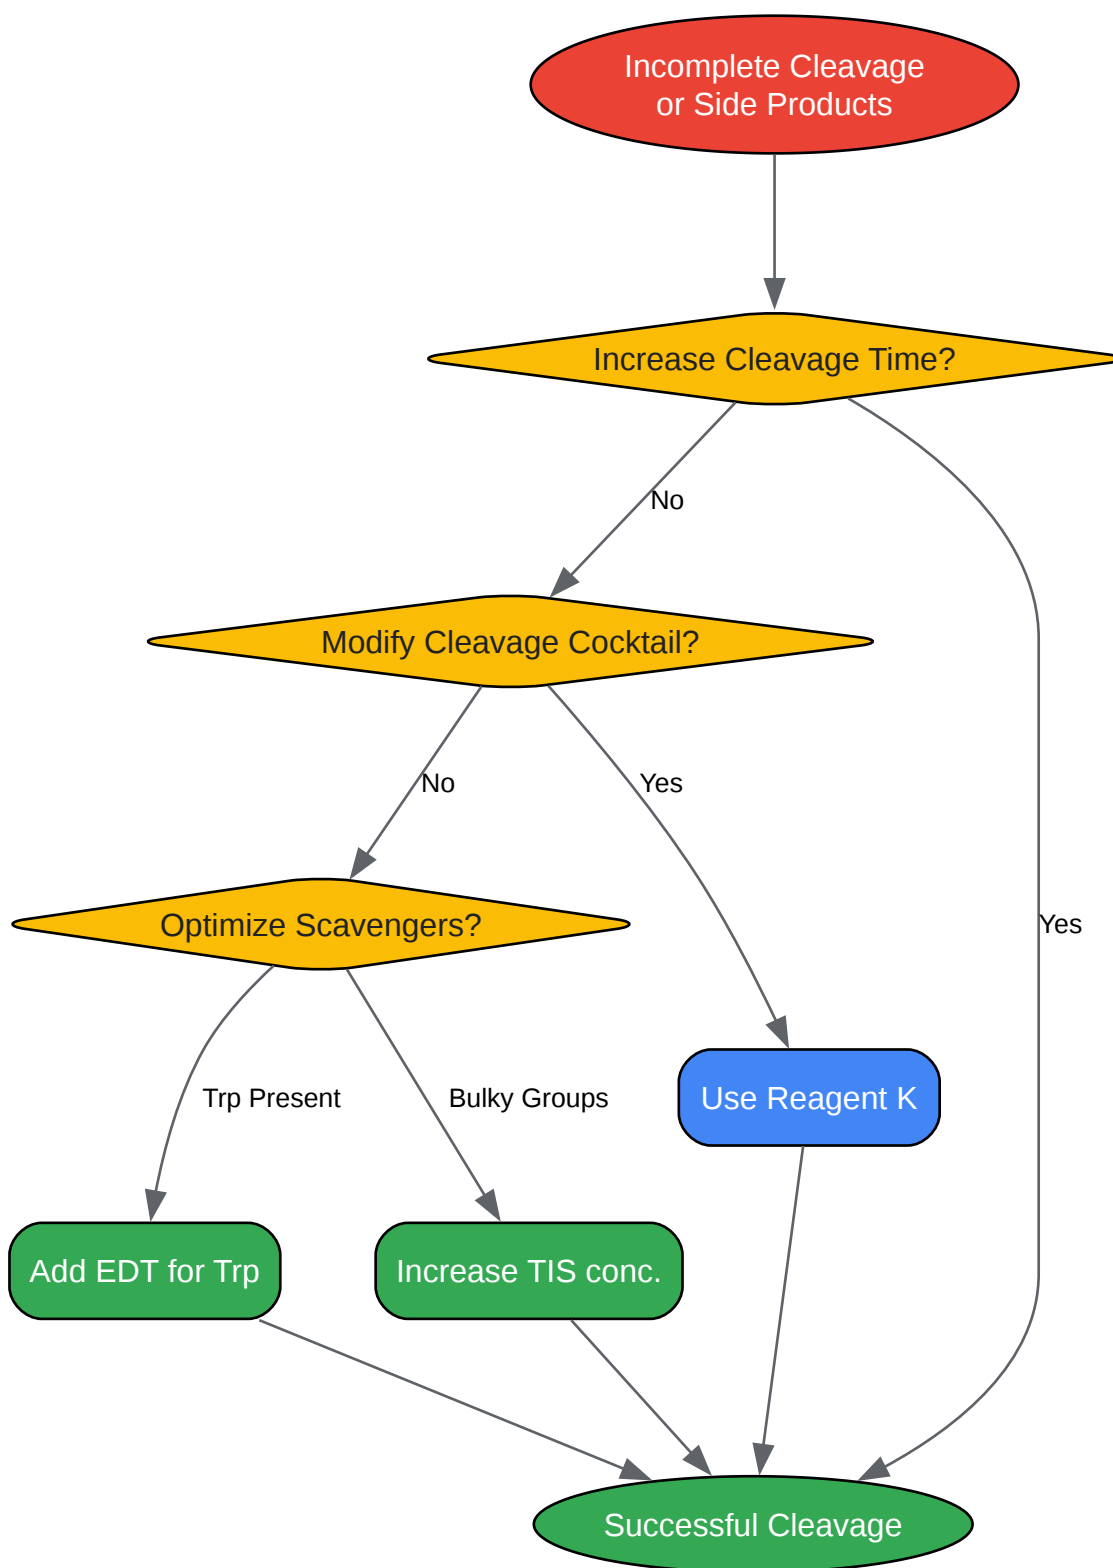 Incomplete Cleavage
or Side Products
Increase Cleavage Time?
No
Modify Cleavage Cocktail?
No
Yes
Optimize Scavengers?
Yes
Trp Present
Bulky Groups
Use Reagent K
Add EDT for Trp
Increase TIS conc.
Successful Cleavage